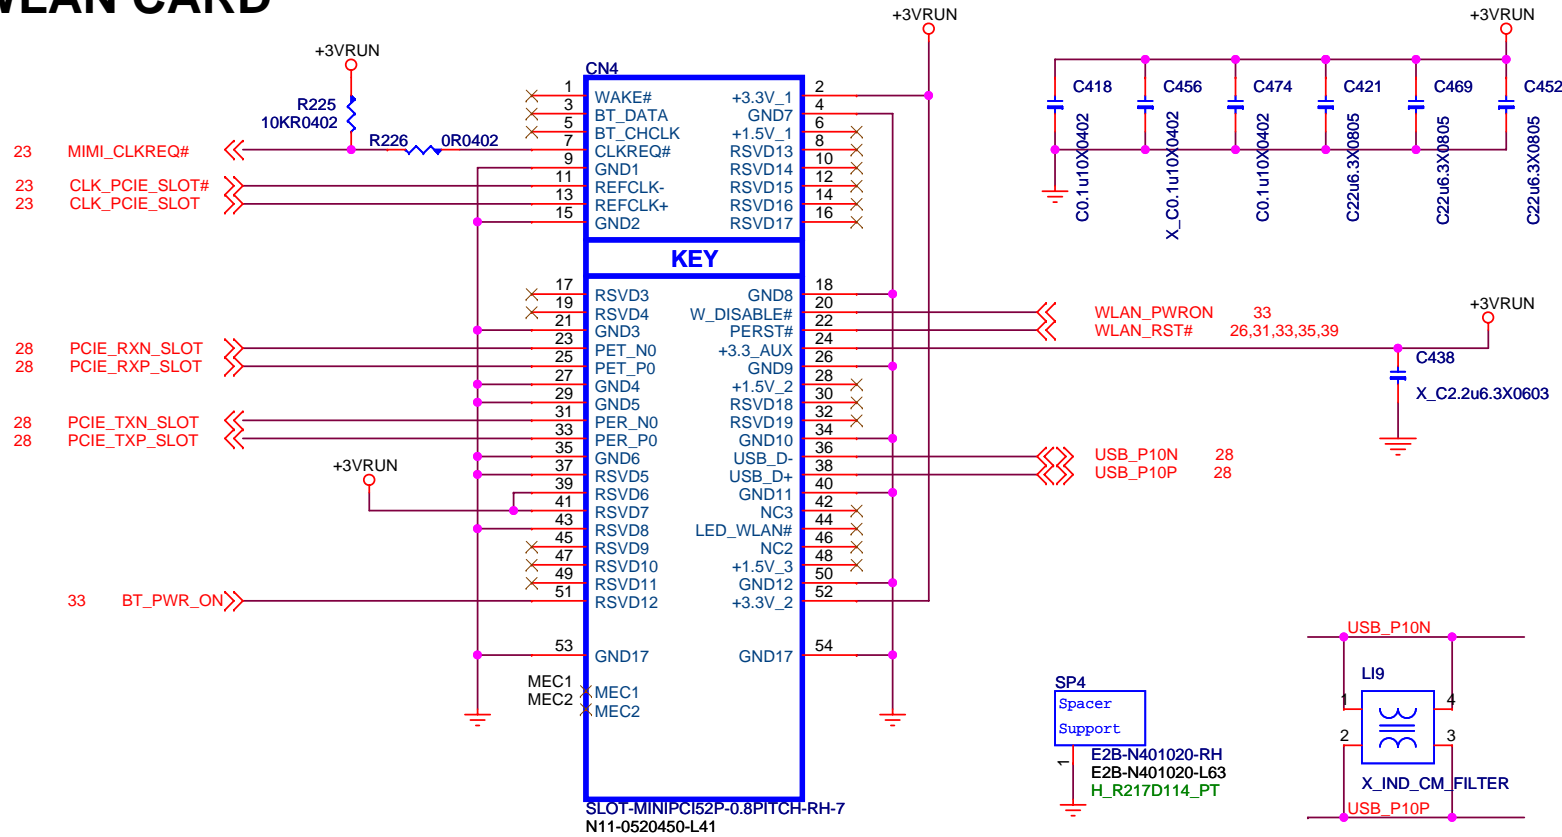 WLAN CARD
+3VRUN
+3VRUN
+3VRUN
R225
10KR0402
R226
0R0402
23 MIMI_CLKREQ#
23 CLK_PCIE_SLOT#
23 CLK_PCIE_SLOT
28 PCIE_RXN_SLOT
28 PCIE_RXP_SLOT
28 PCIE_TXN_SLOT
28 PCIE_TXP_SLOT
+3VRUN
33 BT_PWR_ON
CN4
1 WAKE# +3.3V_1 2
3 BT_DATA GND7 4
5 BT_CHCLK +1.5V_1 6
7 CLKREQ# RSVD13 8
9 GND1 RSVD14 10
11 REFCLK- RSVD15 12
13 REFCLK+ RSVD16 14
15 GND2 RSVD17 16
KEY
17 RSVD3 GND8 18
19 RSVD4 W_DISABLE# 20
21 GND3 PERST# 22
23 PET_N0 +3.3_AUX 24
25 PET_P0 GND9 26
27 GND4 +1.5V_2 28
29 GND5 RSVD18 30
31 PER_N0 RSVD19 32
33 PER_P0 GND10 34
35 GND6 USB_D- 36
37 RSVD5 USB_D+ 38
39 RSVD6 GND11 40
41 RSVD7 NC3 42
43 RSVD8 LED_WLAN# 44
45 RSVD9 NC2 46
47 RSVD10 +1.5V_3 48
49 RSVD11 GND12 50
51 RSVD12 +3.3V_2 52
53 GND17 GND17 54
MEC1 MEC1
MEC2 MEC2
SLOT-MINIPCI52P-0.8PITCH-RH-7
N11-0520450-L41
C418
C0.1u10X0402
C456
X_C0.1u10X0402
C474
C0.1u10X0402
C421
C22u6.3X0805
C469
C22u6.3X0805
C452
C22u6.3X0805
WLAN_PWRON 33
WLAN_RST# 26,31,33,35,39
+3VRUN
C438
X_C2.2u6.3X0603
USB_P10N 28
USB_P10P 28
SP4
Spacer
Support
1
E2B-N401020-RH
E2B-N401020-L63
H_R217D114_PT
USB_P10N
LI9
1 4
2 3
X_IND_CM_FILTER
USB_P10P